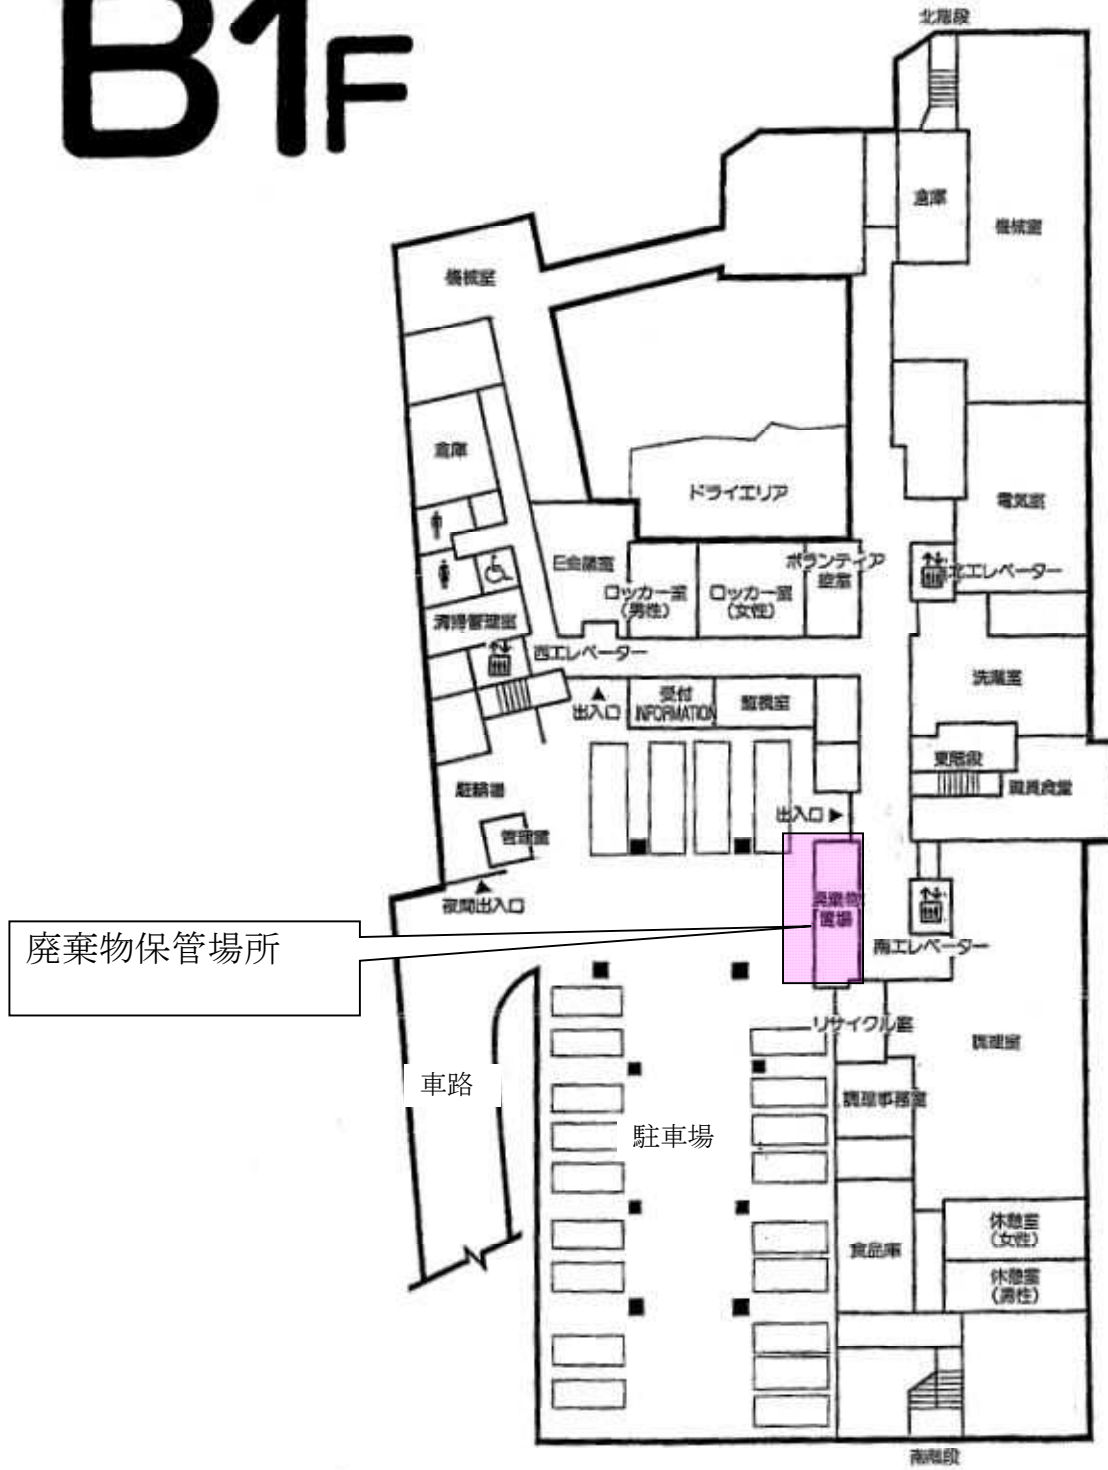 B1F
北階段
倉庫
機械室
機械室
倉庫
ドライエリア
電気室
E会議室
ロッカー室
(男性)
ロッカー室
(女性)
ボランティア
控室
北エレベーター
清掃管理室
西エレベーター
洗濯室
出入口
受付
INFORMATION
監視室
東階段
職員食堂
駐輪場
出入口
管理室
夜間出入口
廃棄物
置場
廃棄物保管場所
南エレベーター
リサイクル室
調理室
車路
調理事務室
駐車場
食品庫
休憩室
(女性)
休憩室
(男性)
南階段